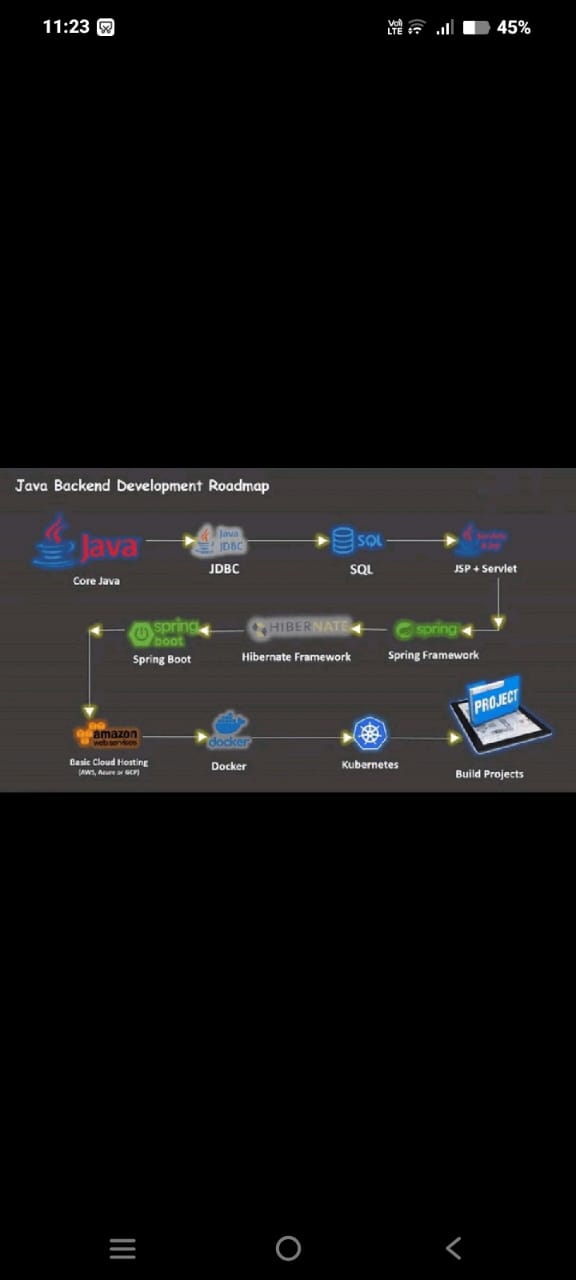 11:23
Vo)
LTE
45%
Java Backend Development Roadmap
Java
Java
JDBC
SQL
Core Java
JDBC
SQL
JSP + Servlet
spring
boot
HIBERNATE
spring
Spring Boot
Hibernate Framework
Spring Framework
PROJECT
amazon
webservices
docker
Basic Cloud Hosting
(AWS, Azure or GCP)
Docker
Kubernetes
Build Projects